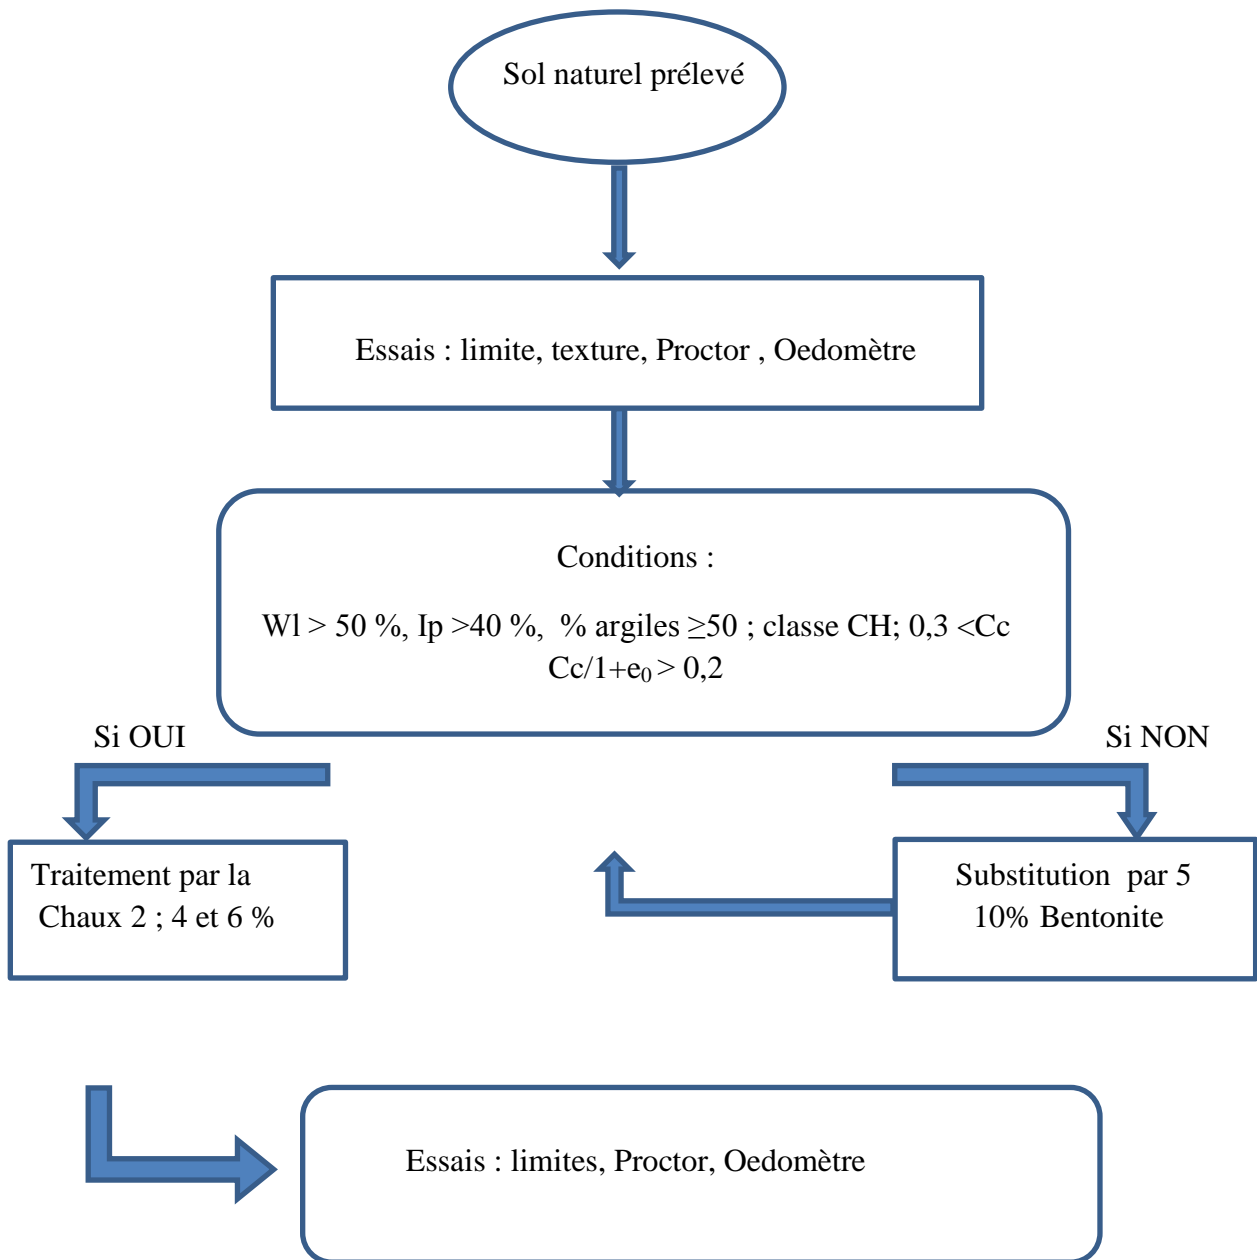 Sol naturel prélevé
Essais : limite, texture, Proctor , Oedomètre
Conditions :
Wl > 50 %, Ip >40 %,  % argiles ≥50 ; classe CH; 0,3 <Cc
Cc/1+e₀ > 0,2
Si OUI
Si NON
Traitement par la
Chaux 2 ; 4 et 6 %
Substitution  par 5
10% Bentonite
Essais : limites, Proctor, Oedomètre